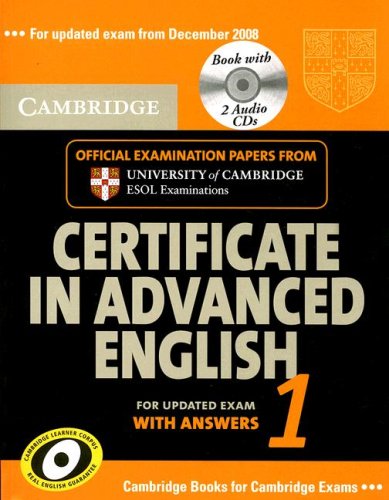 ••• For updated exam from December 2008
Book with
2 Audio
CDs
CAMBRIDGE
OFFICIAL EXAMINATION PAPERS FROM
UNIVERSITY of CAMBRIDGE
ESOL Examinations
CERTIFICATE
IN ADVANCED
ENGLISH
1
FOR UPDATED EXAM
WITH ANSWERS
CAMBRIDGE LEARNER CORPUS
REAL ENGLISH GUARANTEE
Cambridge Books for Cambridge Exams •••